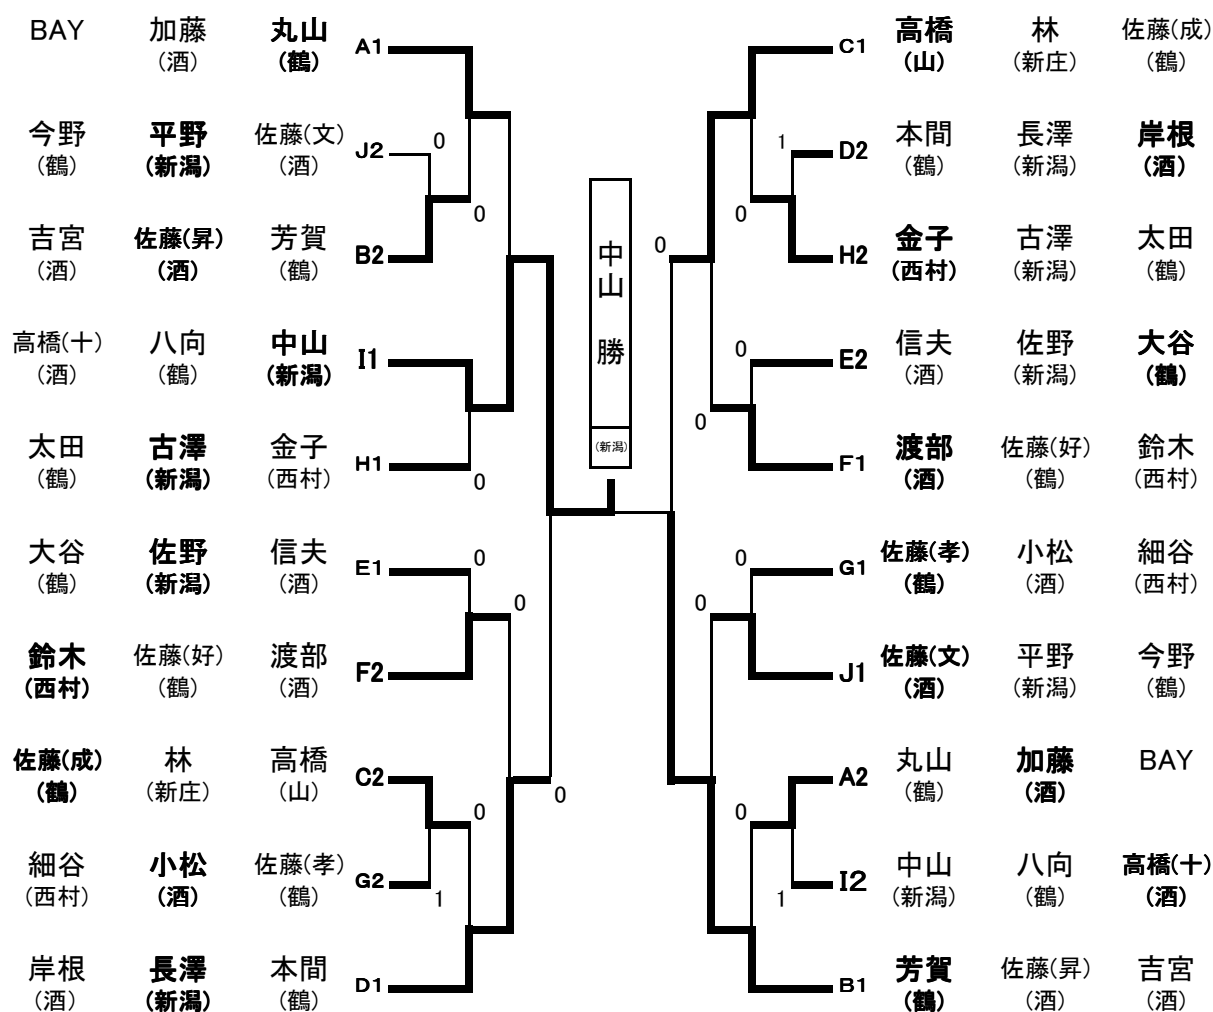 BAY 加藤 丸山 A1 C1 高橋 林 佐藤(成)
(酒) (鶴) (山) (新庄) (鶴)
今野 平野 佐藤(文) J2 0 1 D2 本間 長澤 岸根
(鶴) (新潟) (酒) (鶴) (新潟) (酒)
0 0
吉宮 佐藤(昇) 芳賀 B2 中山 勝 0 H2 金子 古澤 太田
(酒) (酒) (鶴) (西村) (新潟) (鶴)
高橋(十) 八向 中山 I1 0 E2 信夫 佐野 大谷
(酒) (鶴) (新潟) (酒) (新潟) (鶴)
0
太田 古澤 金子 H1 (新潟) F1 渡部 佐藤(好) 鈴木
(鶴) (新潟) (西村) 0 (酒) (鶴) (西村)
大谷 佐野 信夫 E1 0 0 G1 佐藤(孝) 小松 細谷
(鶴) (新潟) (酒) (鶴) (酒) (西村)
0 0
鈴木 佐藤(好) 渡部 F2 J1 佐藤(文) 平野 今野
(西村) (鶴) (酒) (酒) (新潟) (鶴)
佐藤(成) 林 高橋 C2 A2 丸山 加藤 BAY
(鶴) (新庄) (山) 0 (鶴) (酒)
0 0
細谷 小松 佐藤(孝) G2 I2 中山 八向 高橋(十)
(西村) (酒) (鶴) 1 1 (新潟) (鶴) (酒)
岸根 長澤 本間 D1 B1 芳賀 佐藤(昇) 吉宮
(酒) (新潟) (鶴) (鶴) (酒) (酒)